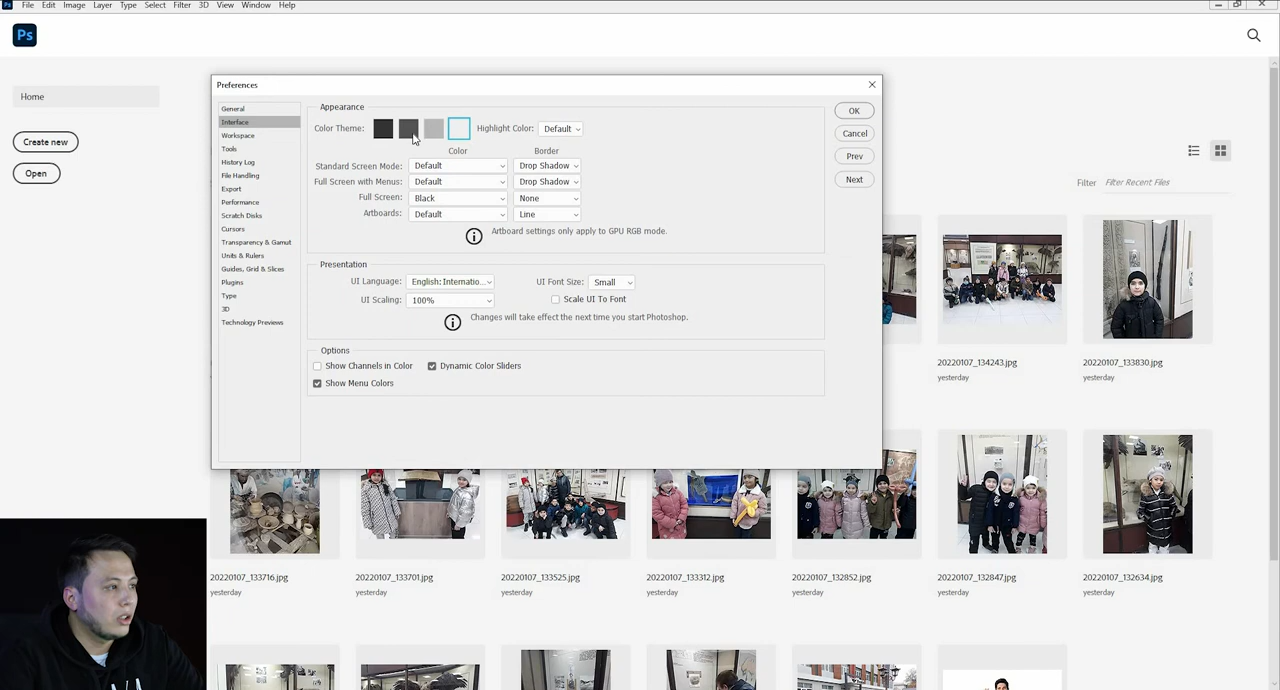 Ps File Edit Image Layer Type Select Filter 3D View Window Help
Ps
Home
Create new
Open
Filter Filter Recent Files
Preferences
General
Interface
Workspace
Tools
History Log
File Handling
Export
Performance
Scratch Disks
Cursors
Transparency & Gamut
Units & Rulers
Guides, Grid & Slices
Plugins
Type
3D
Technology Previews
Appearance
Color Theme: Highlight Color: Default
Color Border
Standard Screen Mode: Default Drop Shadow
Full Screen with Menus: Default Drop Shadow
Full Screen: Black None
Artboards: Default Line
Artboard settings only apply to GPU RGB mode.
Presentation
UI Language: English: Internatio... UI Font Size: Small
UI Scaling: 100% Scale UI To Font
Changes will take effect the next time you start Photoshop.
Options
Show Channels in Color Dynamic Color Sliders
Show Menu Colors
OK
Cancel
Prev
Next
20220107_134243.jpg 20220107_133830.jpg
yesterday yesterday
20220107_133716.jpg 20220107_133701.jpg 20220107_133525.jpg 20220107_133312.jpg 20220107_132852.jpg 20220107_132847.jpg 20220107_132634.jpg
yesterday yesterday yesterday yesterday yesterday yesterday yesterday